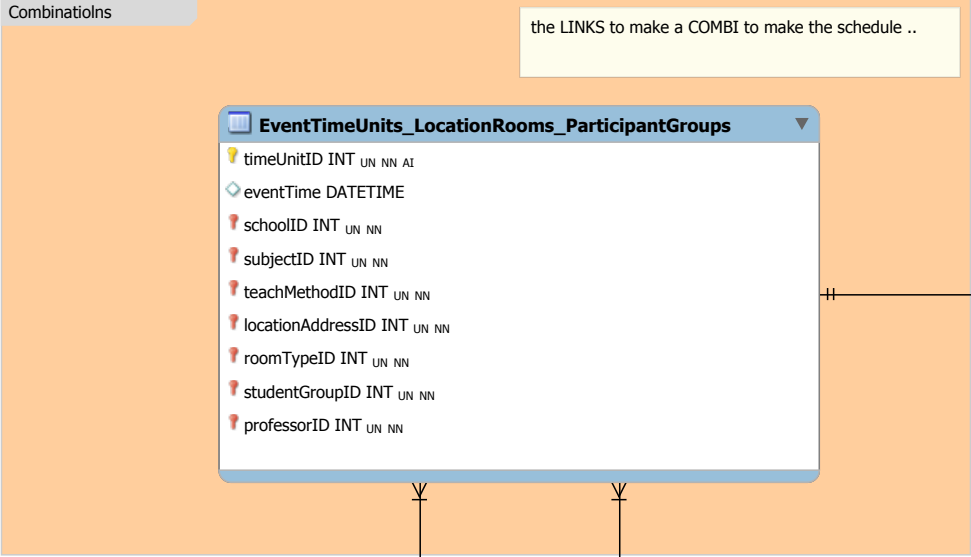 Combinatiolns
the LINKS to make a COMBI to make the schedule ..
EventTimeUnits_LocationRooms_ParticipantGroups
timeUnitID INT UN NN AI
eventTime DATETIME
schoolID INT UN NN
subjectID INT UN NN
teachMethodID INT UN NN
locationAddressID INT UN NN
roomTypeID INT UN NN
studentGroupID INT UN NN
professorID INT UN NN